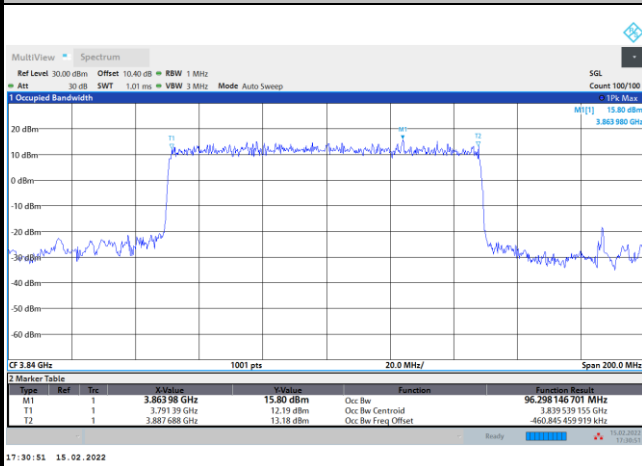 MultiView Spectrum
Ref Level 30.00 dBm Offset 10.40 dB RBW 1 MHz SGL
Att 30 dB SWT 1.01 ms VBW 3 MHz Mode Auto Sweep Count 100/100
1 Occupied Bandwidth 1Pk Max
M1[1] 15.80 dBm
3.863 980 GHz
20 dBm
T1 M1 T2
10 dBm
0 dBm
-10 dBm
-20 dBm
-30 dBm
-40 dBm
-50 dBm
-60 dBm
CF 3.84 GHz 1001 pts 20.0 MHz/ Span 200.0 MHz
2 Marker Table
Type Ref Trc X-Value Y-Value Function Function Result
M1 1 3.863 98 GHz 15.80 dBm Occ Bw 96.298 146 701 MHz
T1 1 3.791 39 GHz 12.19 dBm Occ Bw Centroid 3.839 539 155 GHz
T2 1 3.887 688 GHz 13.18 dBm Occ Bw Freq Offset -460.845 459 919 kHz
Ready 15.02.2022
17:30:51
17:30:51 15.02.2022